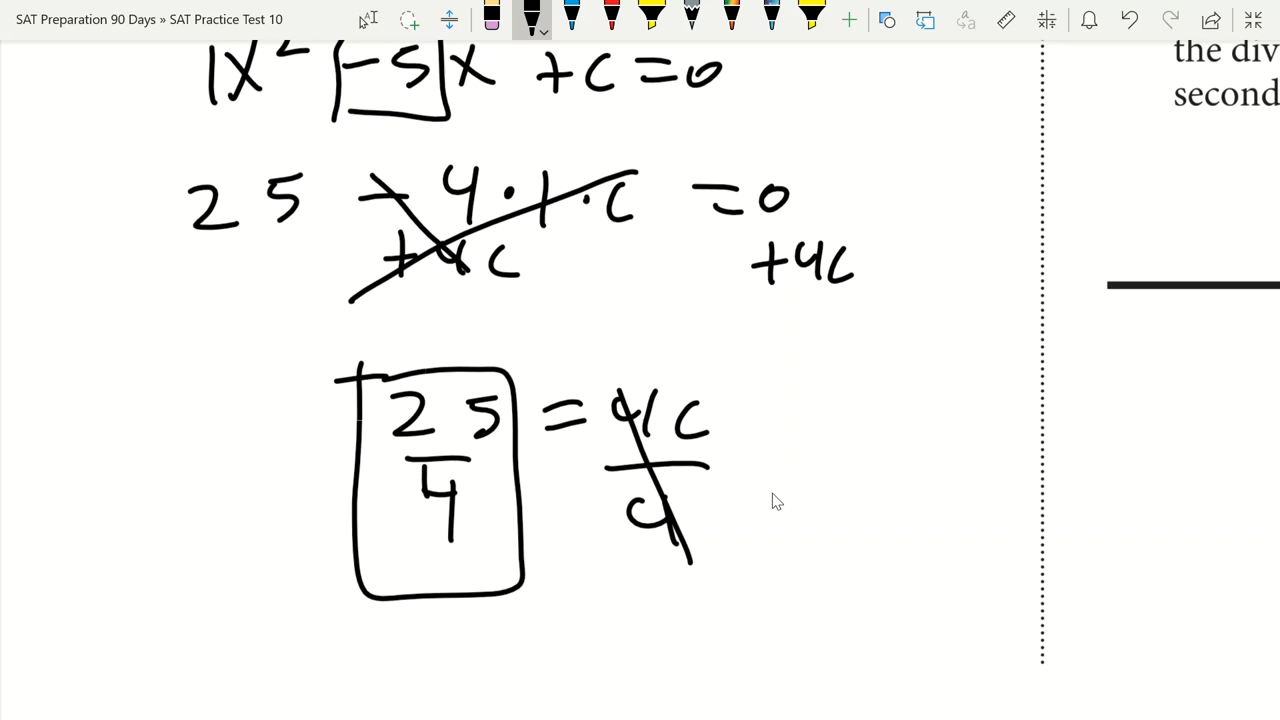 SAT Preparation 90 Days » SAT Practice Test 10
1x² -5x +c=0
25 - 4·1·c =0
+4c +4c
25/4 = 4c/4
the div
second